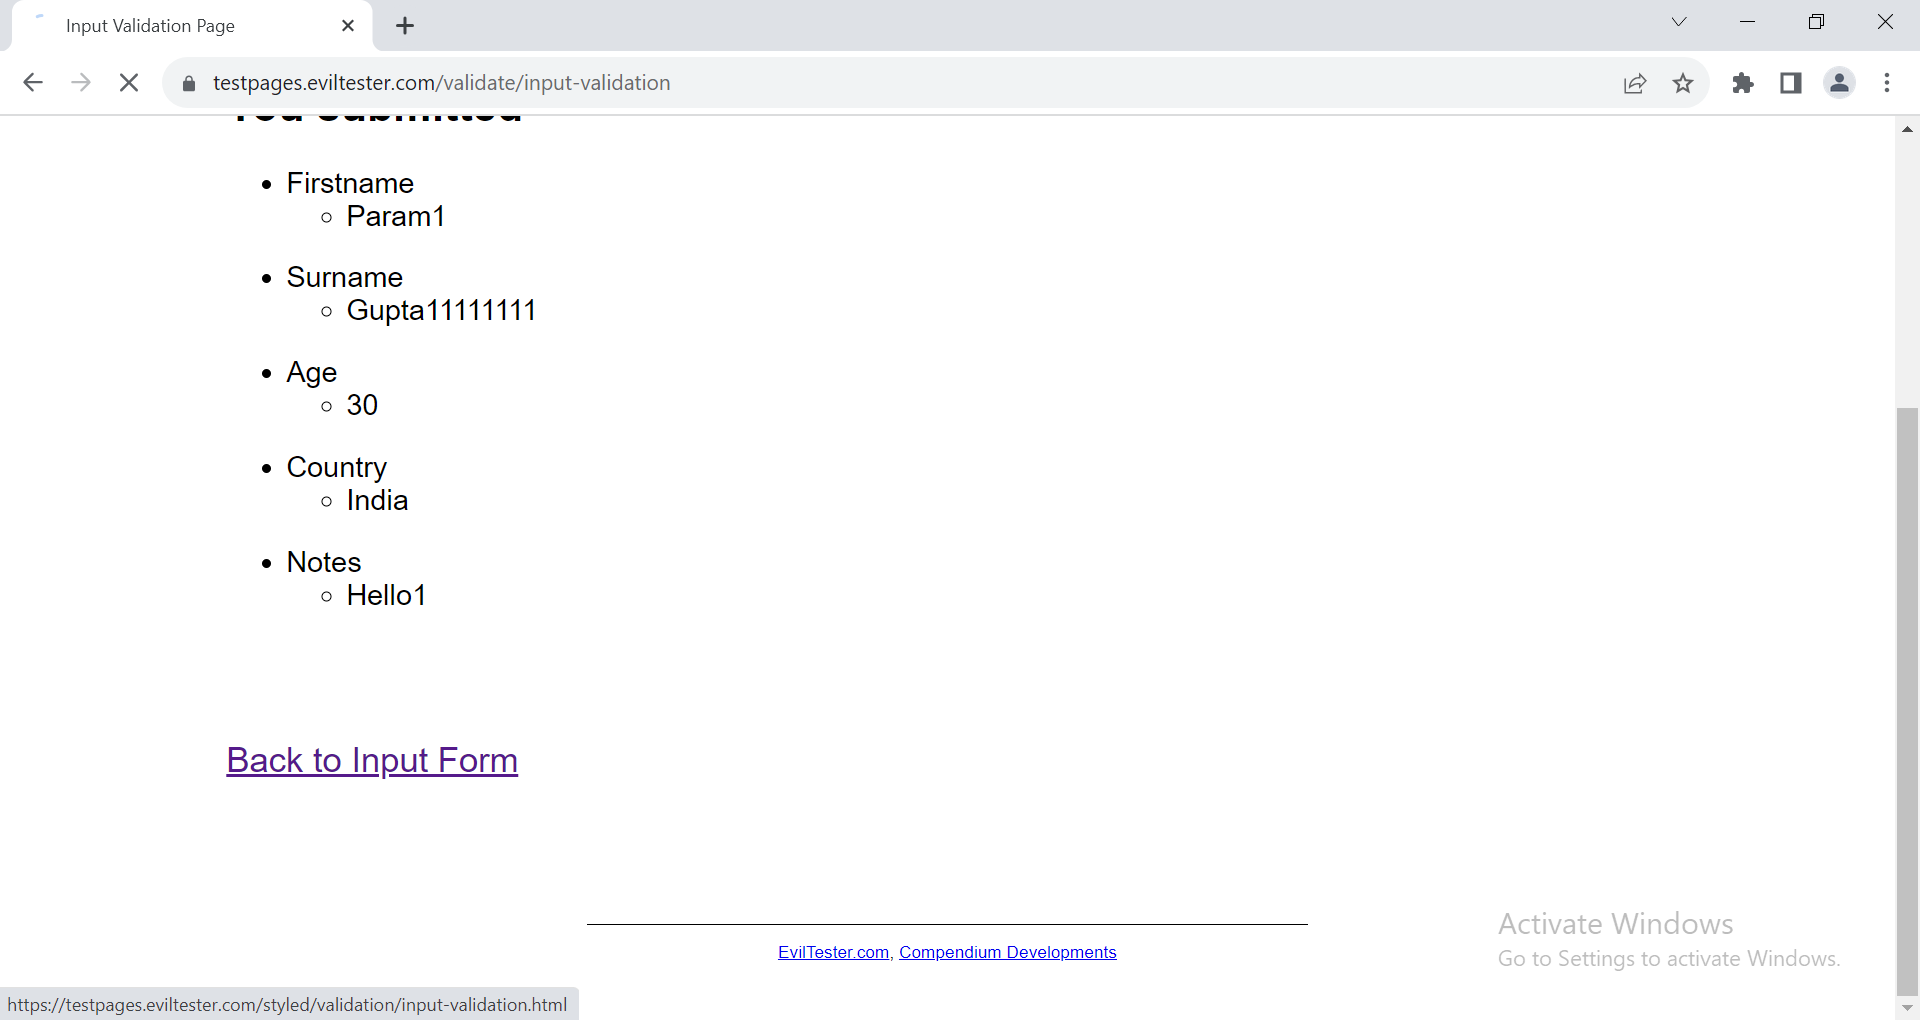 Input Validation Page
testpages.eviltester.com/validate/input-validation
You submitted
Firstname
Param1
Surname
Gupta11111111
Age
30
Country
India
Notes
Hello1
Back to Input Form
EvilTester.com, Compendium Developments
Activate Windows
Go to Settings to activate Windows.
https://testpages.eviltester.com/styled/validation/input-validation.html